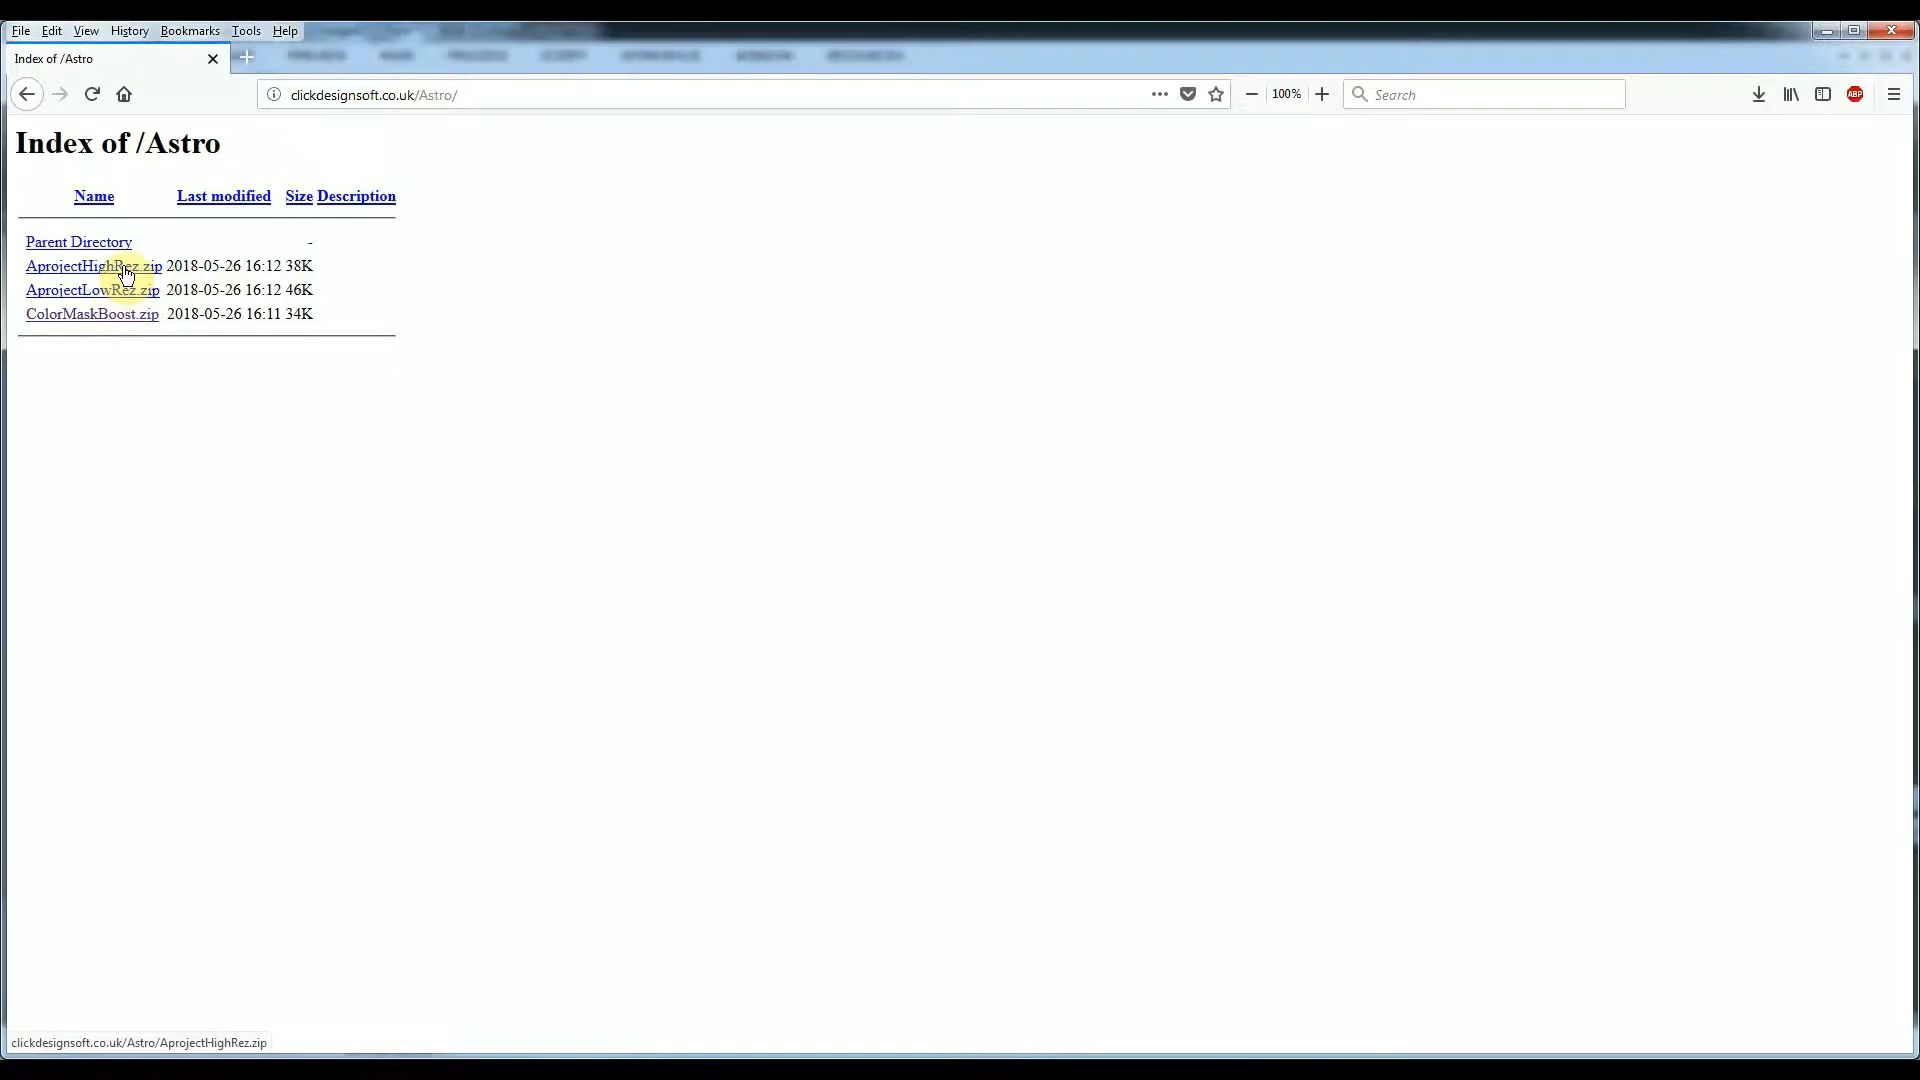 File Edit View History Bookmarks Tools Help
Index of /Astro
clickdesignsoft.co.uk/Astro/
100%
Search
ABP
Index of /Astro
Name Last modified Size Description
Parent Directory -
AprojectHighRez.zip 2018-05-26 16:12 38K
AprojectLowRez.zip 2018-05-26 16:12 46K
ColorMaskBoost.zip 2018-05-26 16:11 34K
clickdesignsoft.co.uk/Astro/AprojectHighRez.zip